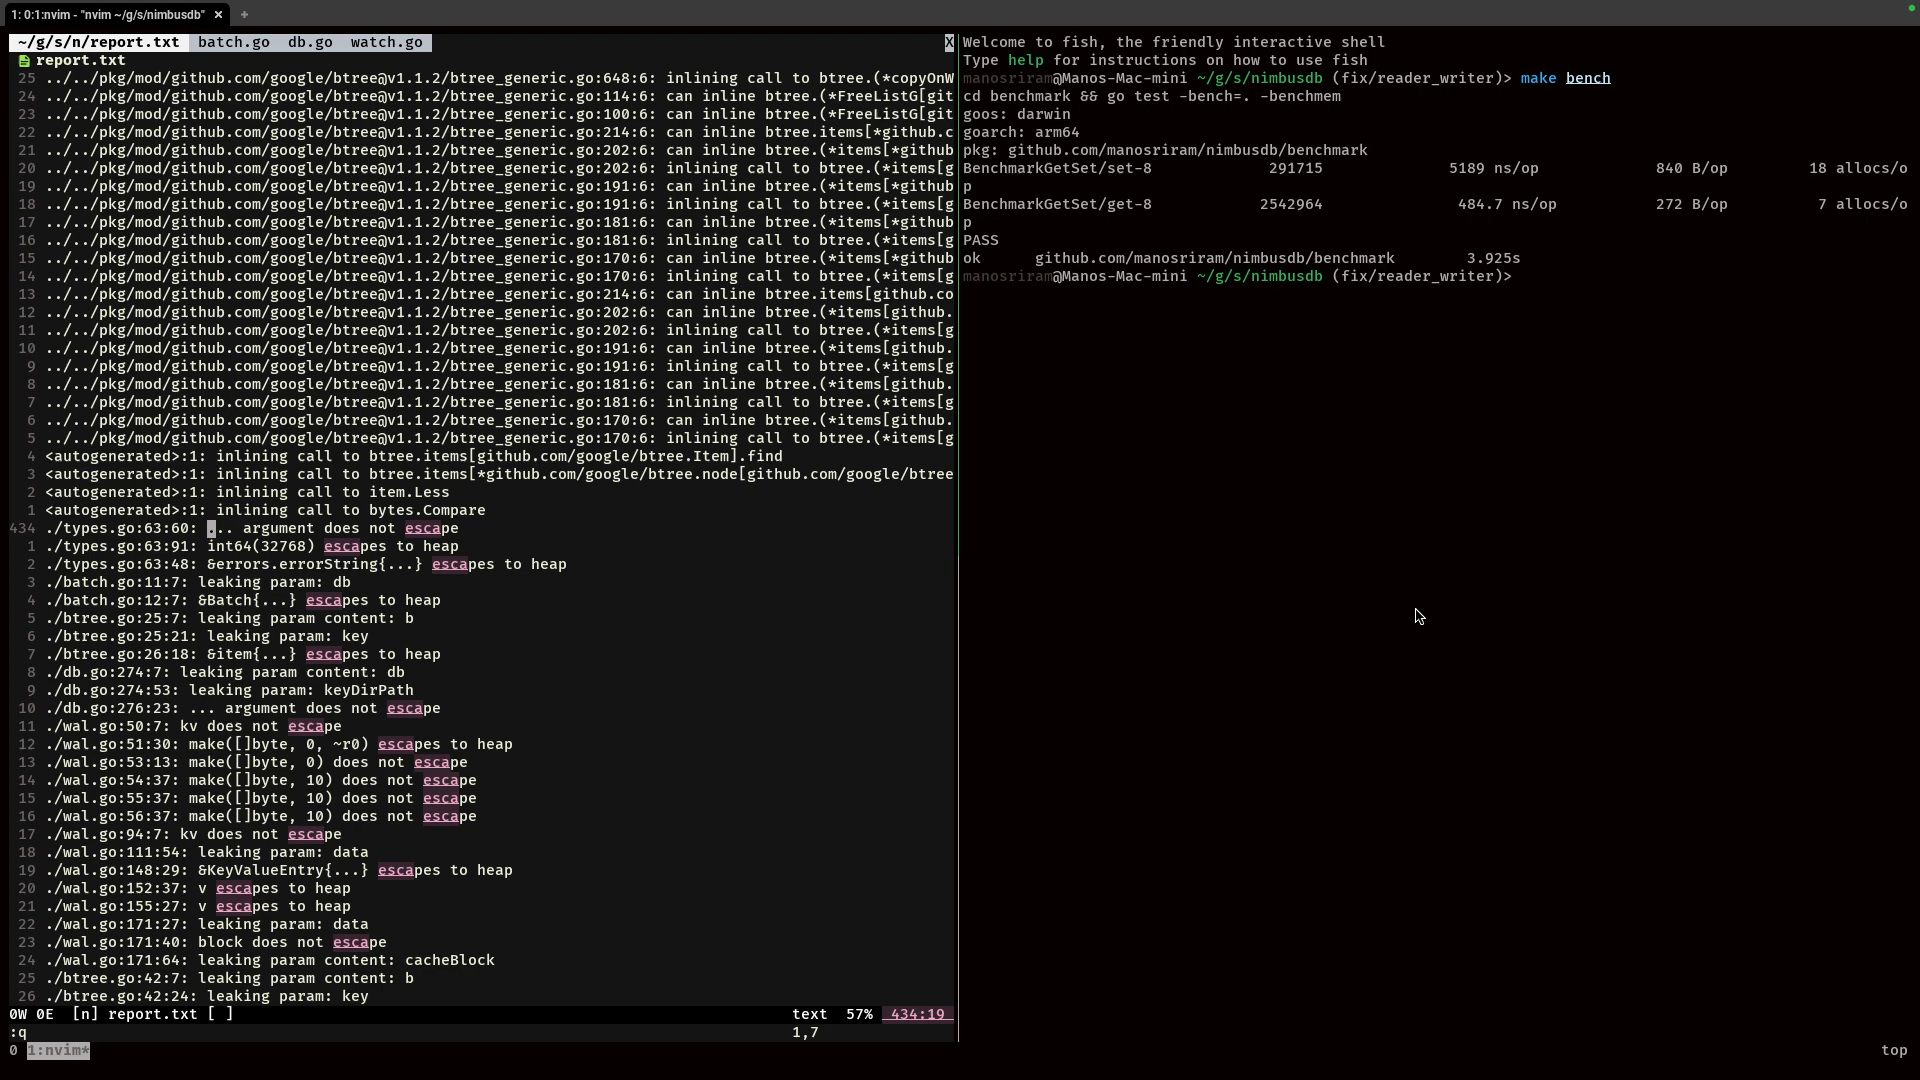 1: 0:1:nvim - "nvim ~/g/s/nimbusdb" × +
~/g/s/n/report.txt batch.go db.go watch.go X
report.txt
25 ../../pkg/mod/github.com/google/btree@v1.1.2/btree_generic.go:648:6: inlining call to btree.(*copyOnW
24 ../../pkg/mod/github.com/google/btree@v1.1.2/btree_generic.go:114:6: can inline btree.(*FreeListG[git
23 ../../pkg/mod/github.com/google/btree@v1.1.2/btree_generic.go:100:6: can inline btree.(*FreeListG[git
22 ../../pkg/mod/github.com/google/btree@v1.1.2/btree_generic.go:214:6: can inline btree.items[*github.c
21 ../../pkg/mod/github.com/google/btree@v1.1.2/btree_generic.go:202:6: can inline btree.(*items[*github
20 ../../pkg/mod/github.com/google/btree@v1.1.2/btree_generic.go:202:6: inlining call to btree.(*items[g
19 ../../pkg/mod/github.com/google/btree@v1.1.2/btree_generic.go:191:6: can inline btree.(*items[*github
18 ../../pkg/mod/github.com/google/btree@v1.1.2/btree_generic.go:191:6: inlining call to btree.(*items[g
17 ../../pkg/mod/github.com/google/btree@v1.1.2/btree_generic.go:181:6: can inline btree.(*items[*github
16 ../../pkg/mod/github.com/google/btree@v1.1.2/btree_generic.go:181:6: inlining call to btree.(*items[g
15 ../../pkg/mod/github.com/google/btree@v1.1.2/btree_generic.go:170:6: can inline btree.(*items[*github
14 ../../pkg/mod/github.com/google/btree@v1.1.2/btree_generic.go:170:6: inlining call to btree.(*items[g
13 ../../pkg/mod/github.com/google/btree@v1.1.2/btree_generic.go:214:6: can inline btree.items[github.co
12 ../../pkg/mod/github.com/google/btree@v1.1.2/btree_generic.go:202:6: can inline btree.(*items[github.
11 ../../pkg/mod/github.com/google/btree@v1.1.2/btree_generic.go:202:6: inlining call to btree.(*items[g
10 ../../pkg/mod/github.com/google/btree@v1.1.2/btree_generic.go:191:6: can inline btree.(*items[github.
9 ../../pkg/mod/github.com/google/btree@v1.1.2/btree_generic.go:191:6: inlining call to btree.(*items[g
8 ../../pkg/mod/github.com/google/btree@v1.1.2/btree_generic.go:181:6: can inline btree.(*items[github.
7 ../../pkg/mod/github.com/google/btree@v1.1.2/btree_generic.go:181:6: inlining call to btree.(*items[g
6 ../../pkg/mod/github.com/google/btree@v1.1.2/btree_generic.go:170:6: can inline btree.(*items[github.
5 ../../pkg/mod/github.com/google/btree@v1.1.2/btree_generic.go:170:6: inlining call to btree.(*items[g
4 <autogenerated>:1: inlining call to btree.items[github.com/google/btree.Item].find
3 <autogenerated>:1: inlining call to btree.items[*github.com/google/btree.node[github.com/google/btree
2 <autogenerated>:1: inlining call to item.Less
1 <autogenerated>:1: inlining call to bytes.Compare
434 ./types.go:63:60: ... argument does not escape
1 ./types.go:63:91: int64(32768) escapes to heap
2 ./types.go:63:48: &errors.errorString{...} escapes to heap
3 ./batch.go:11:7: leaking param: db
4 ./batch.go:12:7: &Batch{...} escapes to heap
5 ./btree.go:25:7: leaking param content: b
6 ./btree.go:25:21: leaking param: key
7 ./btree.go:26:18: &item{...} escapes to heap
8 ./db.go:274:7: leaking param content: db
9 ./db.go:274:53: leaking param: keyDirPath
10 ./db.go:276:23: ... argument does not escape
11 ./wal.go:50:7: kv does not escape
12 ./wal.go:51:30: make([]byte, 0, ~r0) escapes to heap
13 ./wal.go:53:13: make([]byte, 0) does not escape
14 ./wal.go:54:37: make([]byte, 10) does not escape
15 ./wal.go:55:37: make([]byte, 10) does not escape
16 ./wal.go:56:37: make([]byte, 10) does not escape
17 ./wal.go:94:7: kv does not escape
18 ./wal.go:111:54: leaking param: data
19 ./wal.go:148:29: &KeyValueEntry{...} escapes to heap
20 ./wal.go:152:37: v escapes to heap
21 ./wal.go:155:27: v escapes to heap
22 ./wal.go:171:27: leaking param: data
23 ./wal.go:171:40: block does not escape
24 ./wal.go:171:64: leaking param content: cacheBlock
25 ./btree.go:42:7: leaking param content: b
26 ./btree.go:42:24: leaking param: key
0W 0E [n] report.txt [ ] text 57% 434:19
:q 1,7
0 1:nvim* top
Welcome to fish, the friendly interactive shell
Type help for instructions on how to use fish
manosriram@Manos-Mac-mini ~/g/s/nimbusdb (fix/reader_writer)> make bench
cd benchmark && go test -bench=. -benchmem
goos: darwin
goarch: arm64
pkg: github.com/manosriram/nimbusdb/benchmark
BenchmarkGetSet/set-8 291715 5189 ns/op 840 B/op 18 allocs/o
p
BenchmarkGetSet/get-8 2542964 484.7 ns/op 272 B/op 7 allocs/o
p
PASS
ok github.com/manosriram/nimbusdb/benchmark 3.925s
manosriram@Manos-Mac-mini ~/g/s/nimbusdb (fix/reader_writer)>